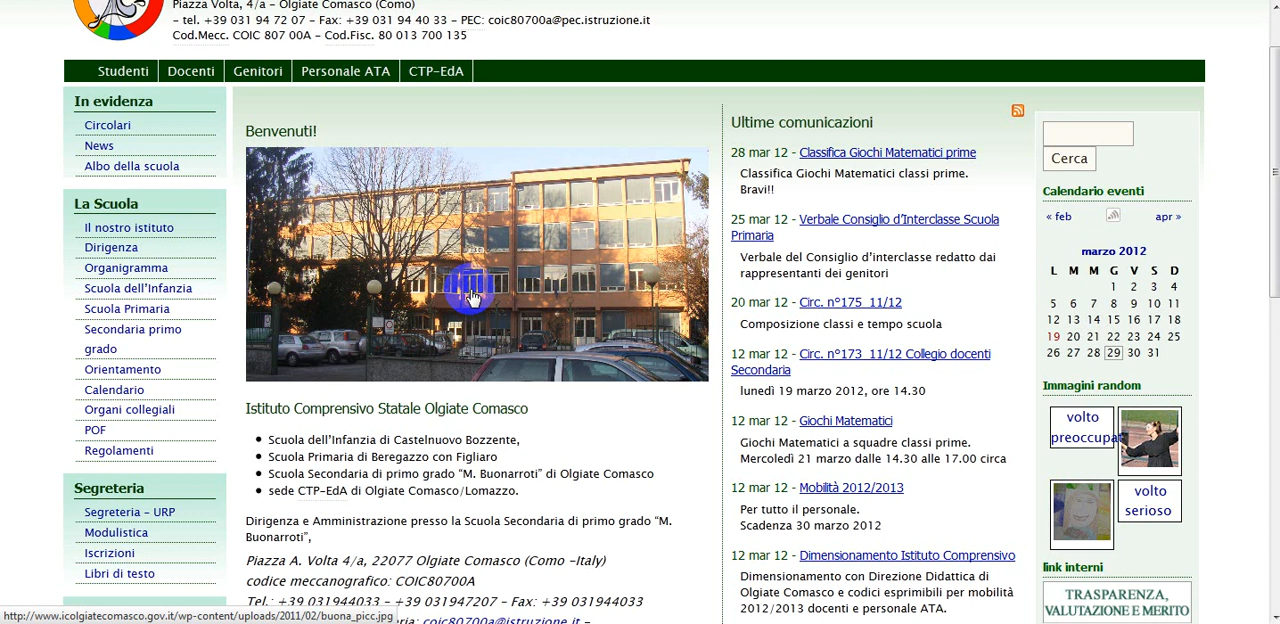 Piazza Volta, 4/a – Olgiate Comasco (Como)
– tel. +39 031 94 72 07 – Fax: +39 031 94 40 33 – PEC: coic80700a@pec.istruzione.it
Cod.Mecc. COIC 807 00A – Cod.Fisc. 80 013 700 135
Studenti
Docenti
Genitori
Personale ATA
CTP-EdA
In evidenza
Circolari
News
Albo della scuola
La Scuola
Il nostro istituto
Dirigenza
Organigramma
Scuola dell'Infanzia
Scuola Primaria
Secondaria primo
grado
Orientamento
Calendario
Organi collegiali
POF
Regolamenti
Segreteria
Segreteria – URP
Modulistica
Iscrizioni
Libri di testo
Benvenuti!
Istituto Comprensivo Statale Olgiate Comasco
• Scuola dell'Infanzia di Castelnuovo Bozzente,
• Scuola Primaria di Beregazzo con Figliaro
• Scuola Secondaria di primo grado “M. Buonarroti” di Olgiate Comasco
• sede CTP-EdA di Olgiate Comasco/Lomazzo.
Dirigenza e Amministrazione presso la Scuola Secondaria di primo grado “M.
Buonarroti”,
Piazza A. Volta 4/a, 22077 Olgiate Comasco (Como –Italy)
codice meccanografico: COIC80700A
Tel.: +39 031944033 – +39 031947207 – Fax: +39 031944033
coic80700a@istruzione.it –
Ultime comunicazioni
28 mar 12 - Classifica Giochi Matematici prime
Classifica Giochi Matematici classi prime.
Bravi!!
25 mar 12 - Verbale Consiglio d'Interclasse Scuola
Primaria
Verbale del Consiglio d'interclasse redatto dai
rappresentanti dei genitori
20 mar 12 - Circ. n°175_11/12
Composizione classi e tempo scuola
12 mar 12 - Circ. n°173_11/12 Collegio docenti
Secondaria
lunedì 19 marzo 2012, ore 14.30
12 mar 12 - Giochi Matematici
Giochi Matematici a squadre classi prime.
Mercoledì 21 marzo dalle 14.30 alle 17.00 circa
12 mar 12 - Mobilità 2012/2013
Per tutto il personale.
Scadenza 30 marzo 2012
12 mar 12 - Dimensionamento Istituto Comprensivo
Dimensionamento con Direzione Didattica di
Olgiate Comasco e codici esprimibili per mobilità
2012/2013 docenti e personale ATA.
Cerca
Calendario eventi
« feb apr »
marzo 2012
L M M G V S D
1 2 3 4
5 6 7 8 9 10 11
12 13 14 15 16 17 18
19 20 21 22 23 24 25
26 27 28 29 30 31
Immagini random
volto
preoccupat
volto
serioso
link interni
TRASPARENZA,
VALUTAZIONE E MERITO
http://www.icolgiatecomasco.gov.it/wp-content/uploads/2011/02/buona_picc.jpg